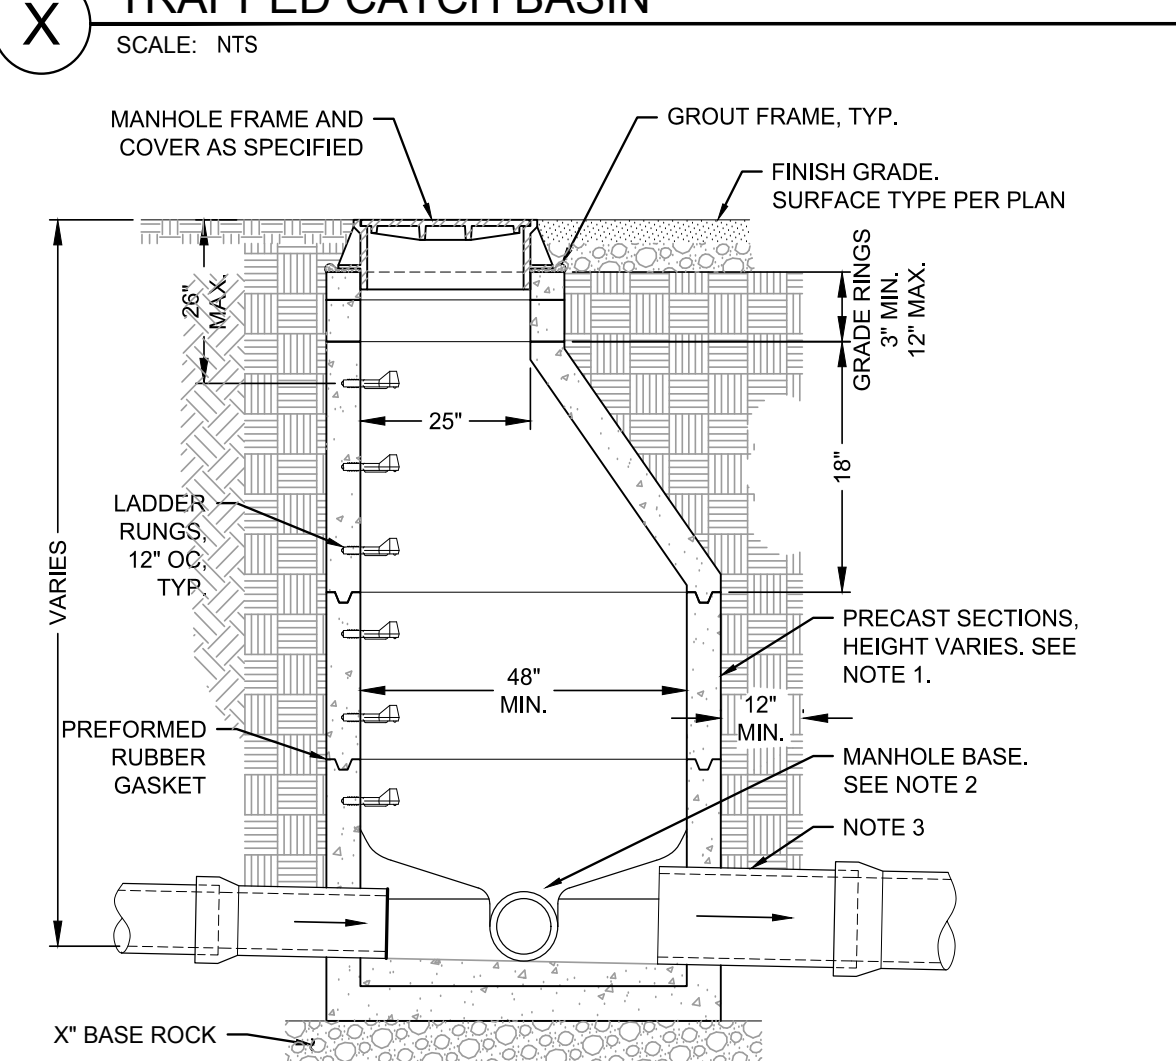 X
TRAPPED CATCH BASIN
SCALE: NTS
MANHOLE FRAME AND
COVER AS SPECIFIED
GROUT FRAME, TYP.
FINISH GRADE.
SURFACE TYPE PER PLAN
26"
MAX.
GRADE RINGS
3" MIN.
12" MAX.
25"
18"
LADDER
RUNGS,
12" OC,
TYP.
VARIES
PRECAST SECTIONS,
HEIGHT VARIES. SEE
NOTE 1.
48"
MIN.
12"
MIN.
PREFORMED
RUBBER
GASKET
MANHOLE BASE.
SEE NOTE 2
NOTE 3
X" BASE ROCK